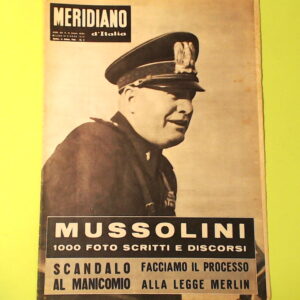 MERIDIANO
d'Italia
MUSSOLINI
1000 FOTO SCRITTI E DISCORSI
SCANDALO
AL MANICOMIO
FACCIAMO IL PROCESSO
ALLA LEGGE MERLIN